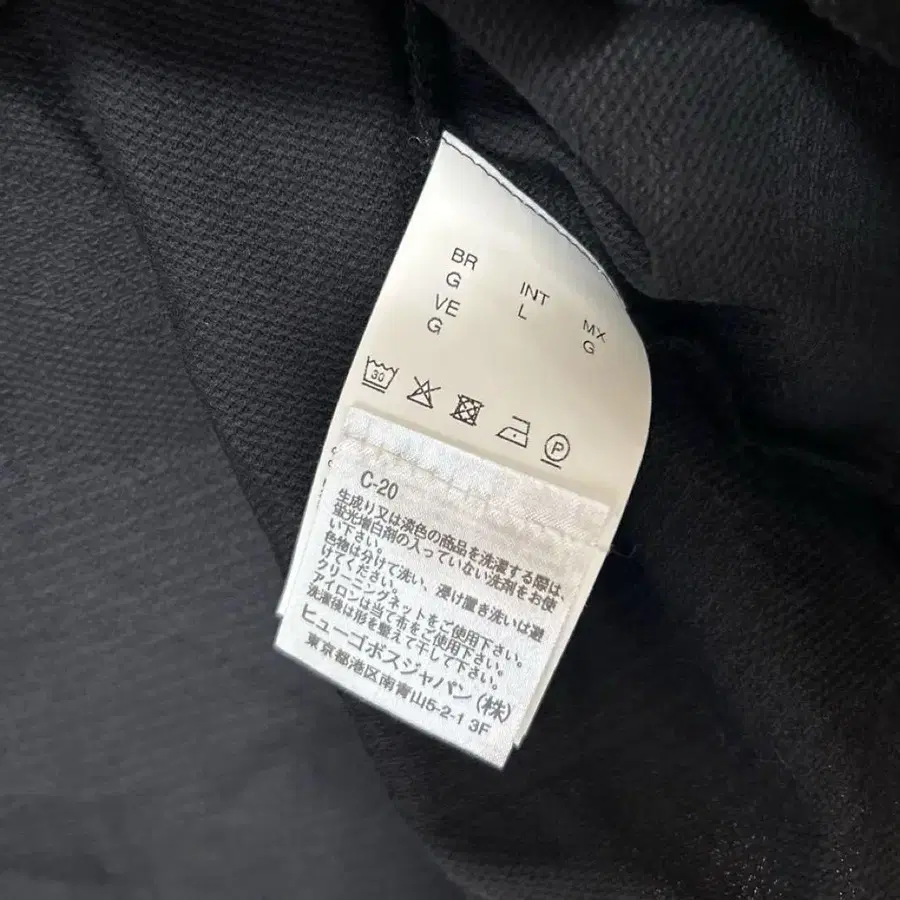 BR
G
VE
G
INT
L
MX
G
30
P
C-20
生成り又は淡色の商品を洗濯する際は、
蛍光増白剤の入っていない洗剤をお使
い下さい。
色物は分けて洗い、浸け置き洗いは避
けてください。
クリーニングネットをご使用下さい。
アイロンは当て布をご使用下さい。
洗濯後は形を整えて干して下さい。
ヒューゴボスジャパン(株)
東京都港区南青山5-2-1 3F